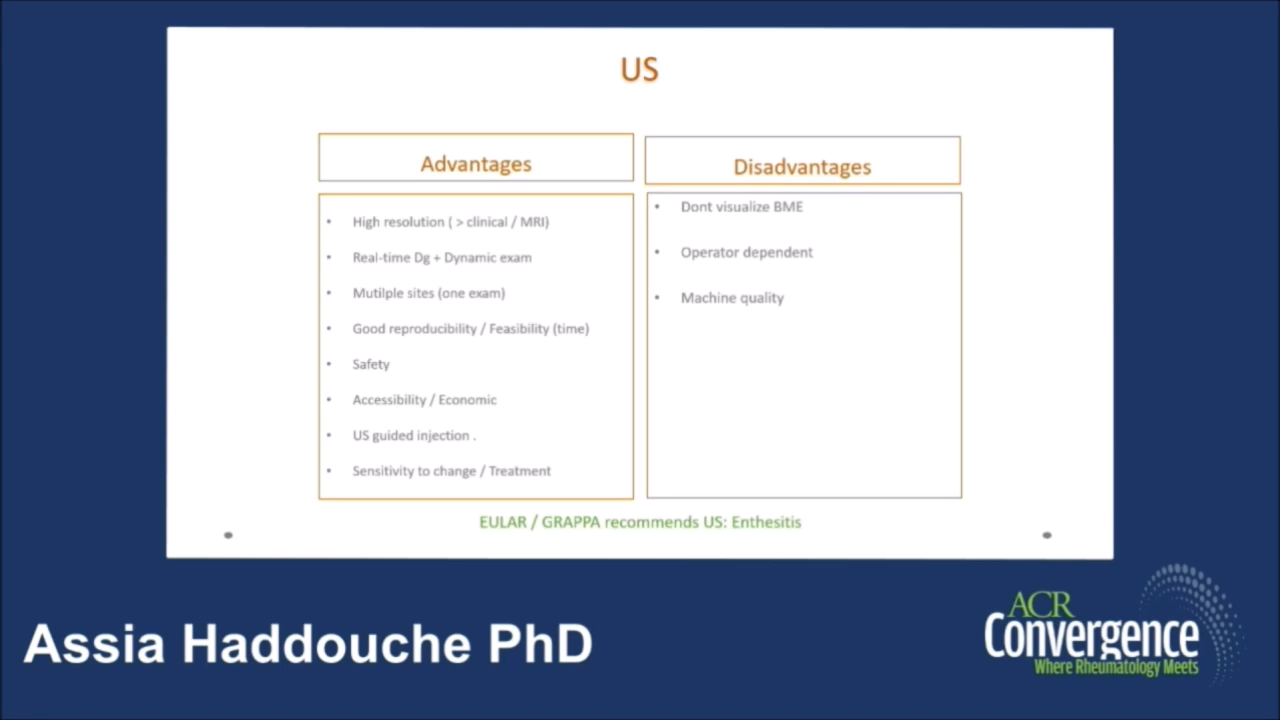 US
Advantages
• High resolution ( > clinical / MRI)
• Real-time Dg + Dynamic exam
• Mutilple sites (one exam)
• Good reproducibility / Feasibility (time)
• Safety
• Accessibility / Economic
• US guided injection .
• Sensitivity to change / Treatment
Disadvantages
• Dont visualize BME
• Operator dependent
• Machine quality
EULAR / GRAPPA recommends US: Enthesitis
Assia Haddouche PhD
ACR
Convergence
Where Rheumatology Meets